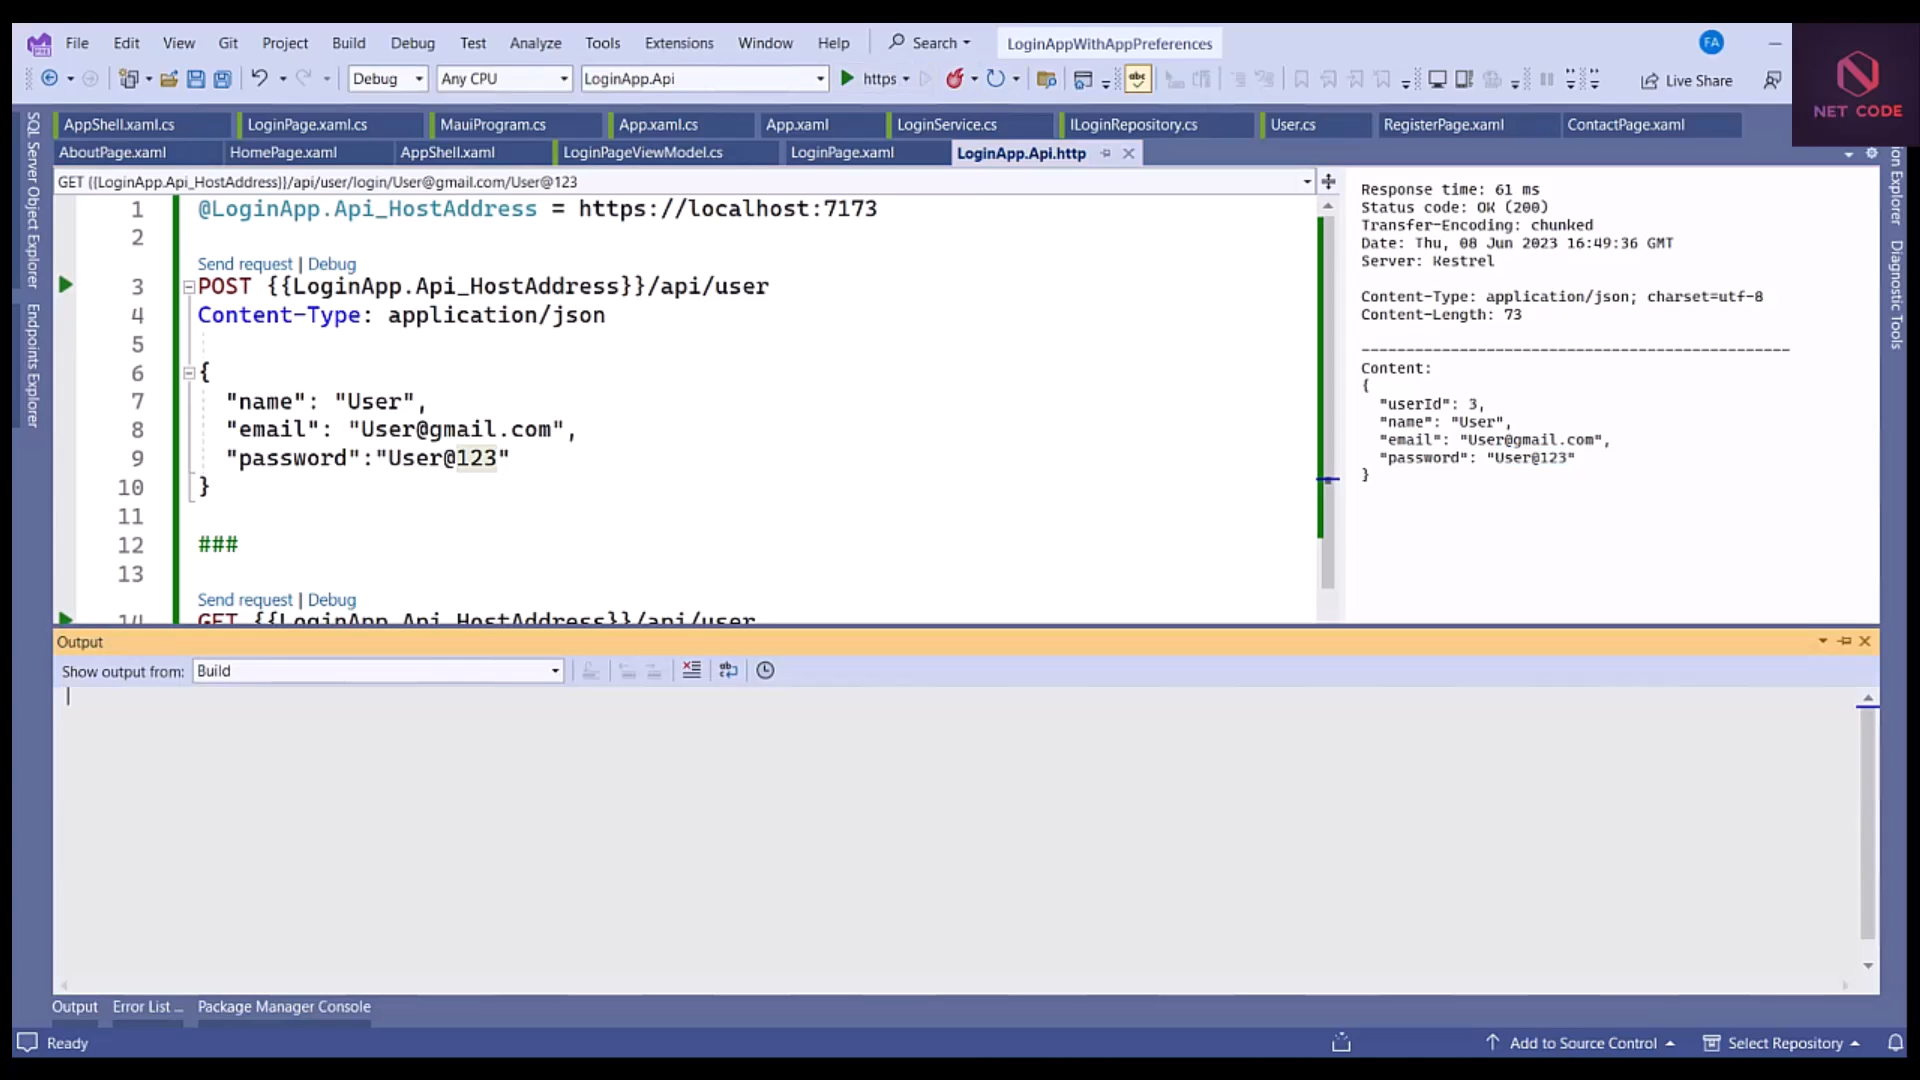 File Edit View Git Project Build Debug Test Analyze Tools Extensions Window Help Search LoginAppWithAppPreferences FA
Debug Any CPU LoginApp.Api https Live Share
NET CODE
AppShell.xaml.cs LoginPage.xaml.cs MauiProgram.cs App.xaml.cs App.xaml LoginService.cs ILoginRepository.cs User.cs RegisterPage.xaml ContactPage.xaml
AboutPage.xaml HomePage.xaml AppShell.xaml LoginPageViewModel.cs LoginPage.xaml LoginApp.Api.http
SQL Server Object Explorer
Endpoints Explorer
GET {{LoginApp.Api_HostAddress}}/api/user/login/User@gmail.com/User@123
1 @LoginApp.Api_HostAddress = https://localhost:7173
2
Send request | Debug
3 POST {{LoginApp.Api_HostAddress}}/api/user
4 Content-Type: application/json
5
6 {
7 "name": "User",
8 "email": "User@gmail.com",
9 "password":"User@123"
10 }
11
12 ###
13
Send request | Debug
14 GET {{LoginApp.Api_HostAddress}}/api/user
Response time: 61 ms
Status code: OK (200)
Transfer-Encoding: chunked
Date: Thu, 08 Jun 2023 16:49:36 GMT
Server: Kestrel
Content-Type: application/json; charset=utf-8
Content-Length: 73
------------------------------------------------
Content:
{
"userId": 3,
"name": "User",
"email": "User@gmail.com",
"password": "User@123"
}
Explorer
Diagnostic Tools
Output
Show output from: Build
Output Error List ... Package Manager Console
Ready Add to Source Control Select Repository